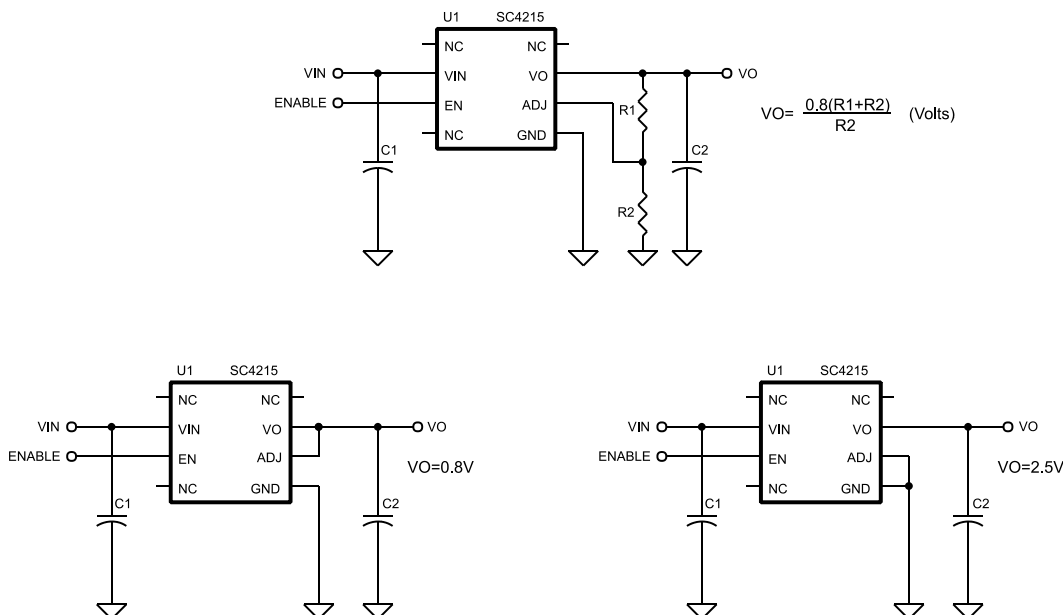 U1 SC4215
NC NC
VIN VIN VO VO
ENABLE EN ADJ R1
VO= 0.8(R1+R2) (Volts)
R2
NC GND
C1 C2
R2
U1 SC4215
NC NC
VIN VIN VO VO
ENABLE EN ADJ
VO=0.8V
NC GND
C1 C2
U1 SC4215
NC NC
VIN VIN VO VO
ENABLE EN ADJ
VO=2.5V
NC GND
C1 C2